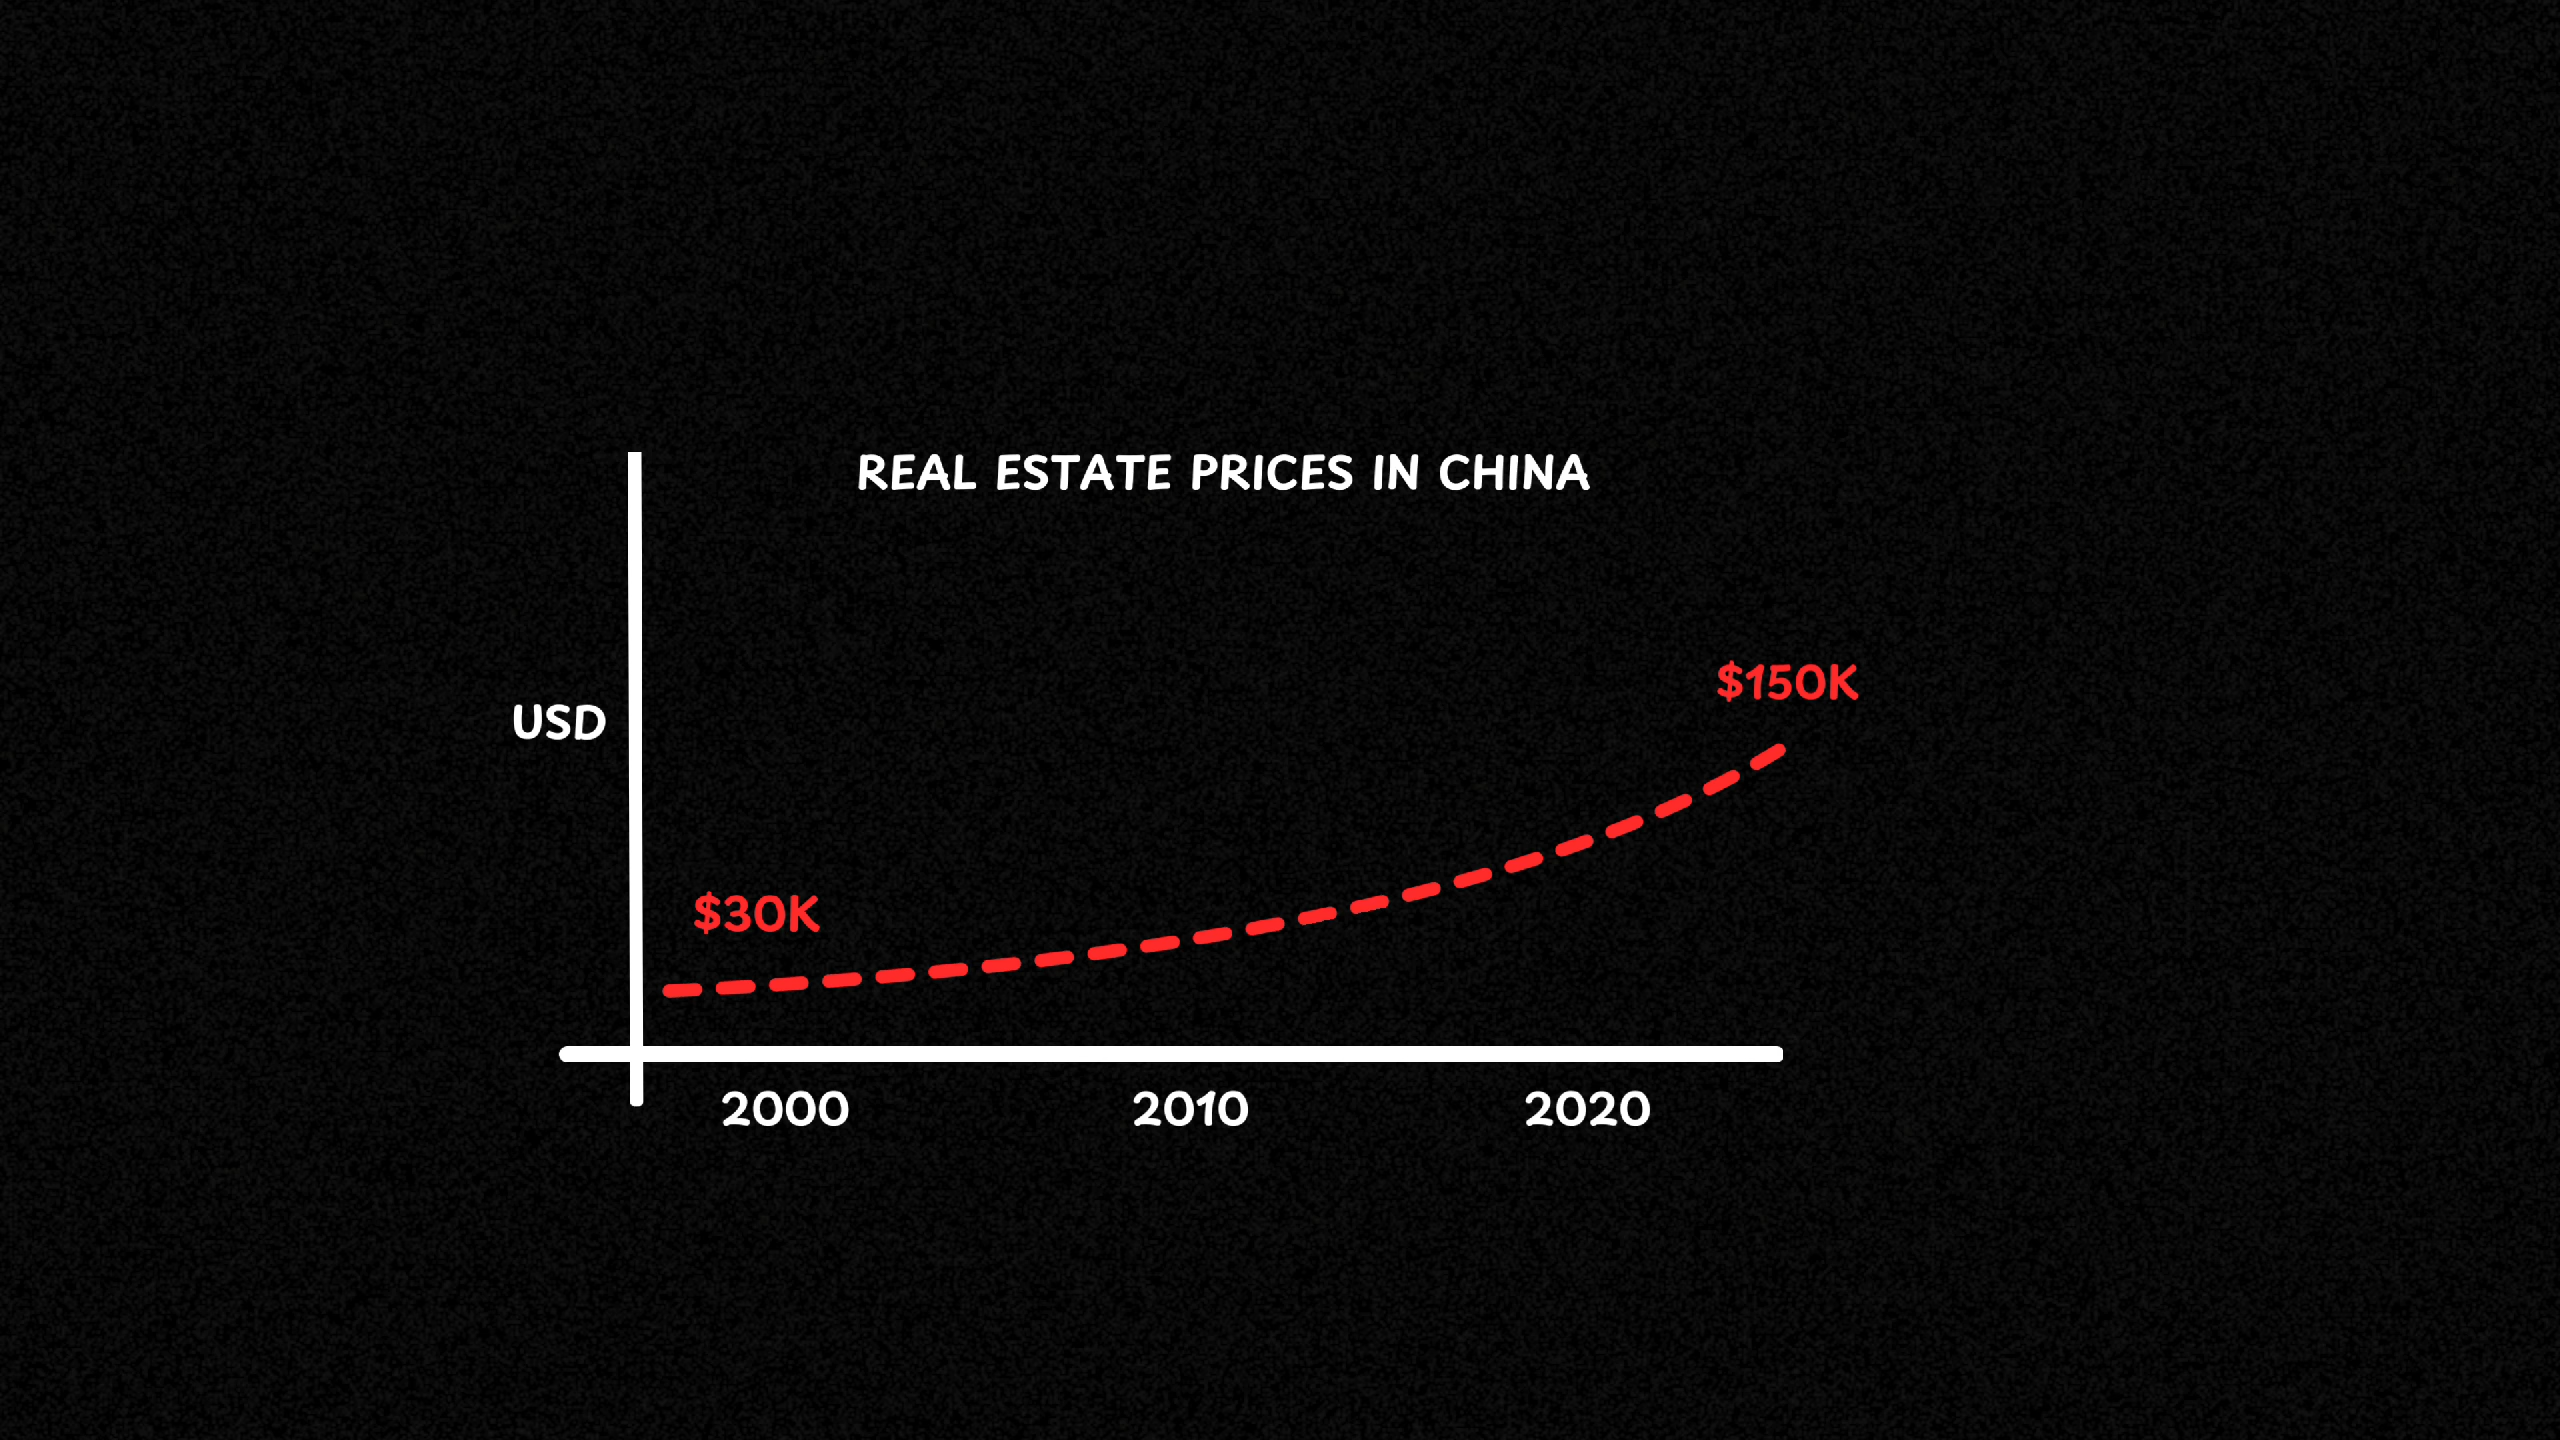 REAL ESTATE PRICES IN CHINA
$150K
USD
$30K
2000 2010 2020